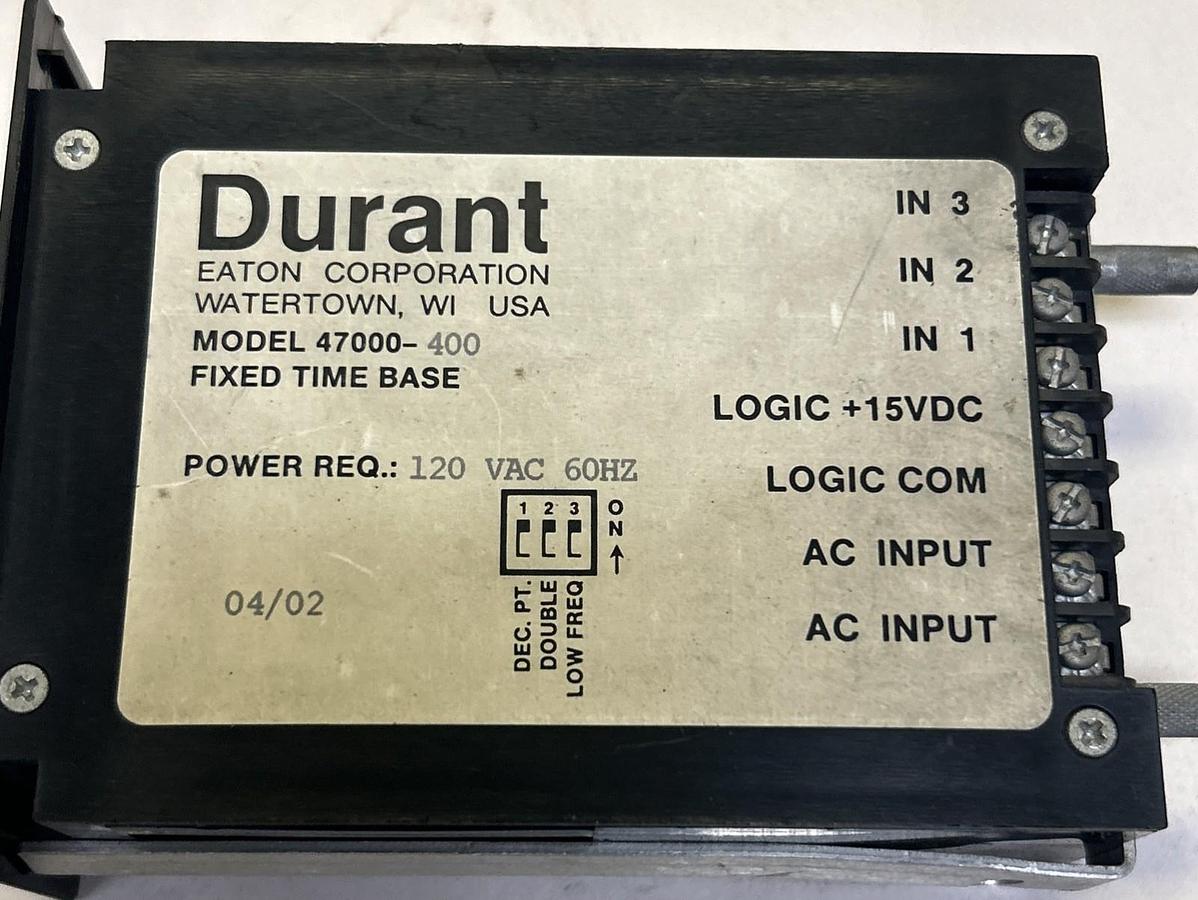 Durant
EATON CORPORATION
WATERTOWN, WI USA
MODEL 47000- 400
FIXED TIME BASE
POWER REQ.: 120 VAC 60HZ
1 2 3
ON
DEC. PT.
DOUBLE
LOW FREQ
04/02
IN 3
IN 2
IN 1
LOGIC +15VDC
LOGIC COM
AC INPUT
AC INPUT